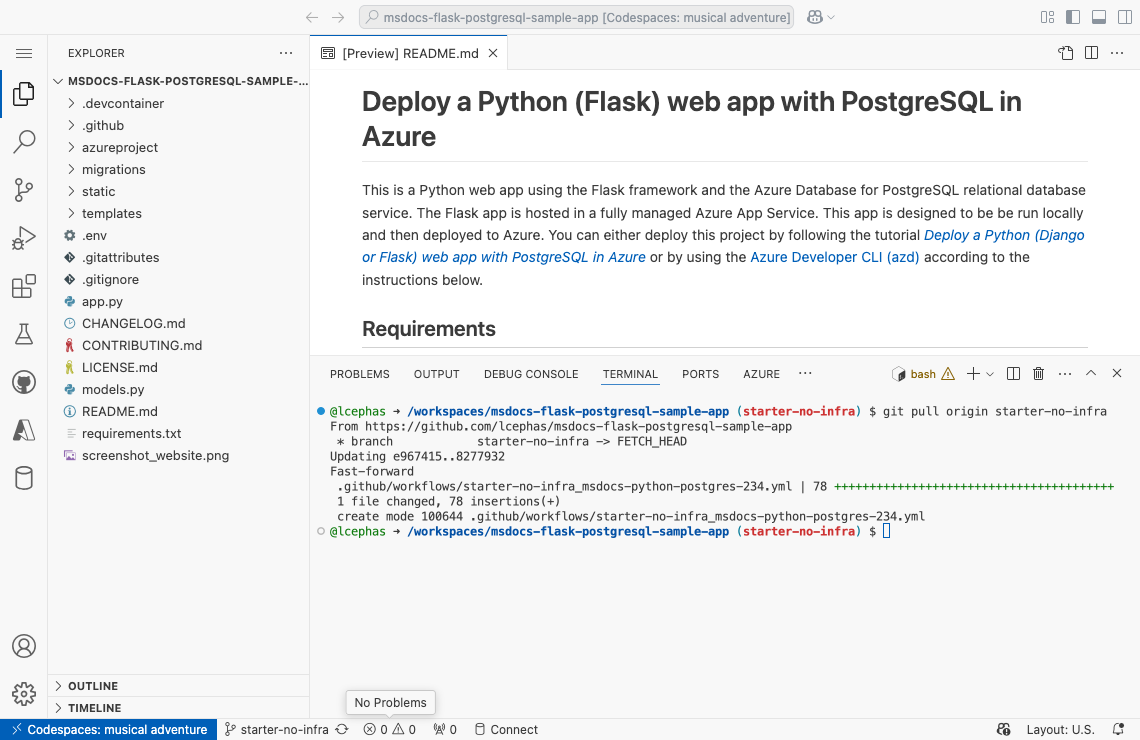 msdocs-flask-postgresql-sample-app [Codespaces: musical adventure]
EXPLORER
MSDOCS-FLASK-POSTGRESQL-SAMPLE-...
.devcontainer
.github
azureproject
migrations
static
templates
.env
.gitattributes
.gitignore
app.py
CHANGELOG.md
CONTRIBUTING.md
LICENSE.md
models.py
README.md
requirements.txt
screenshot_website.png
OUTLINE
TIMELINE
[Preview] README.md
Deploy a Python (Flask) web app with PostgreSQL in
Azure
This is a Python web app using the Flask framework and the Azure Database for PostgreSQL relational database
service. The Flask app is hosted in a fully managed Azure App Service. This app is designed to be be run locally
and then deployed to Azure. You can either deploy this project by following the tutorial Deploy a Python (Django
or Flask) web app with PostgreSQL in Azure or by using the Azure Developer CLI (azd) according to the
instructions below.
Requirements
PROBLEMS OUTPUT DEBUG CONSOLE TERMINAL PORTS AZURE ... bash
@lcephas → /workspaces/msdocs-flask-postgresql-sample-app (starter-no-infra) $ git pull origin starter-no-infra
From https://github.com/lcephas/msdocs-flask-postgresql-sample-app
* branch starter-no-infra -> FETCH_HEAD
Updating e967415..8277932
Fast-forward
.github/workflows/starter-no-infra_msdocs-python-postgres-234.yml | 78 ++++++++++++++++++++++++++++++++++++++++
1 file changed, 78 insertions(+)
create mode 100644 .github/workflows/starter-no-infra_msdocs-python-postgres-234.yml
@lcephas → /workspaces/msdocs-flask-postgresql-sample-app (starter-no-infra) $
No Problems
Codespaces: musical adventure starter-no-infra 0 0 0 Connect Layout: U.S.